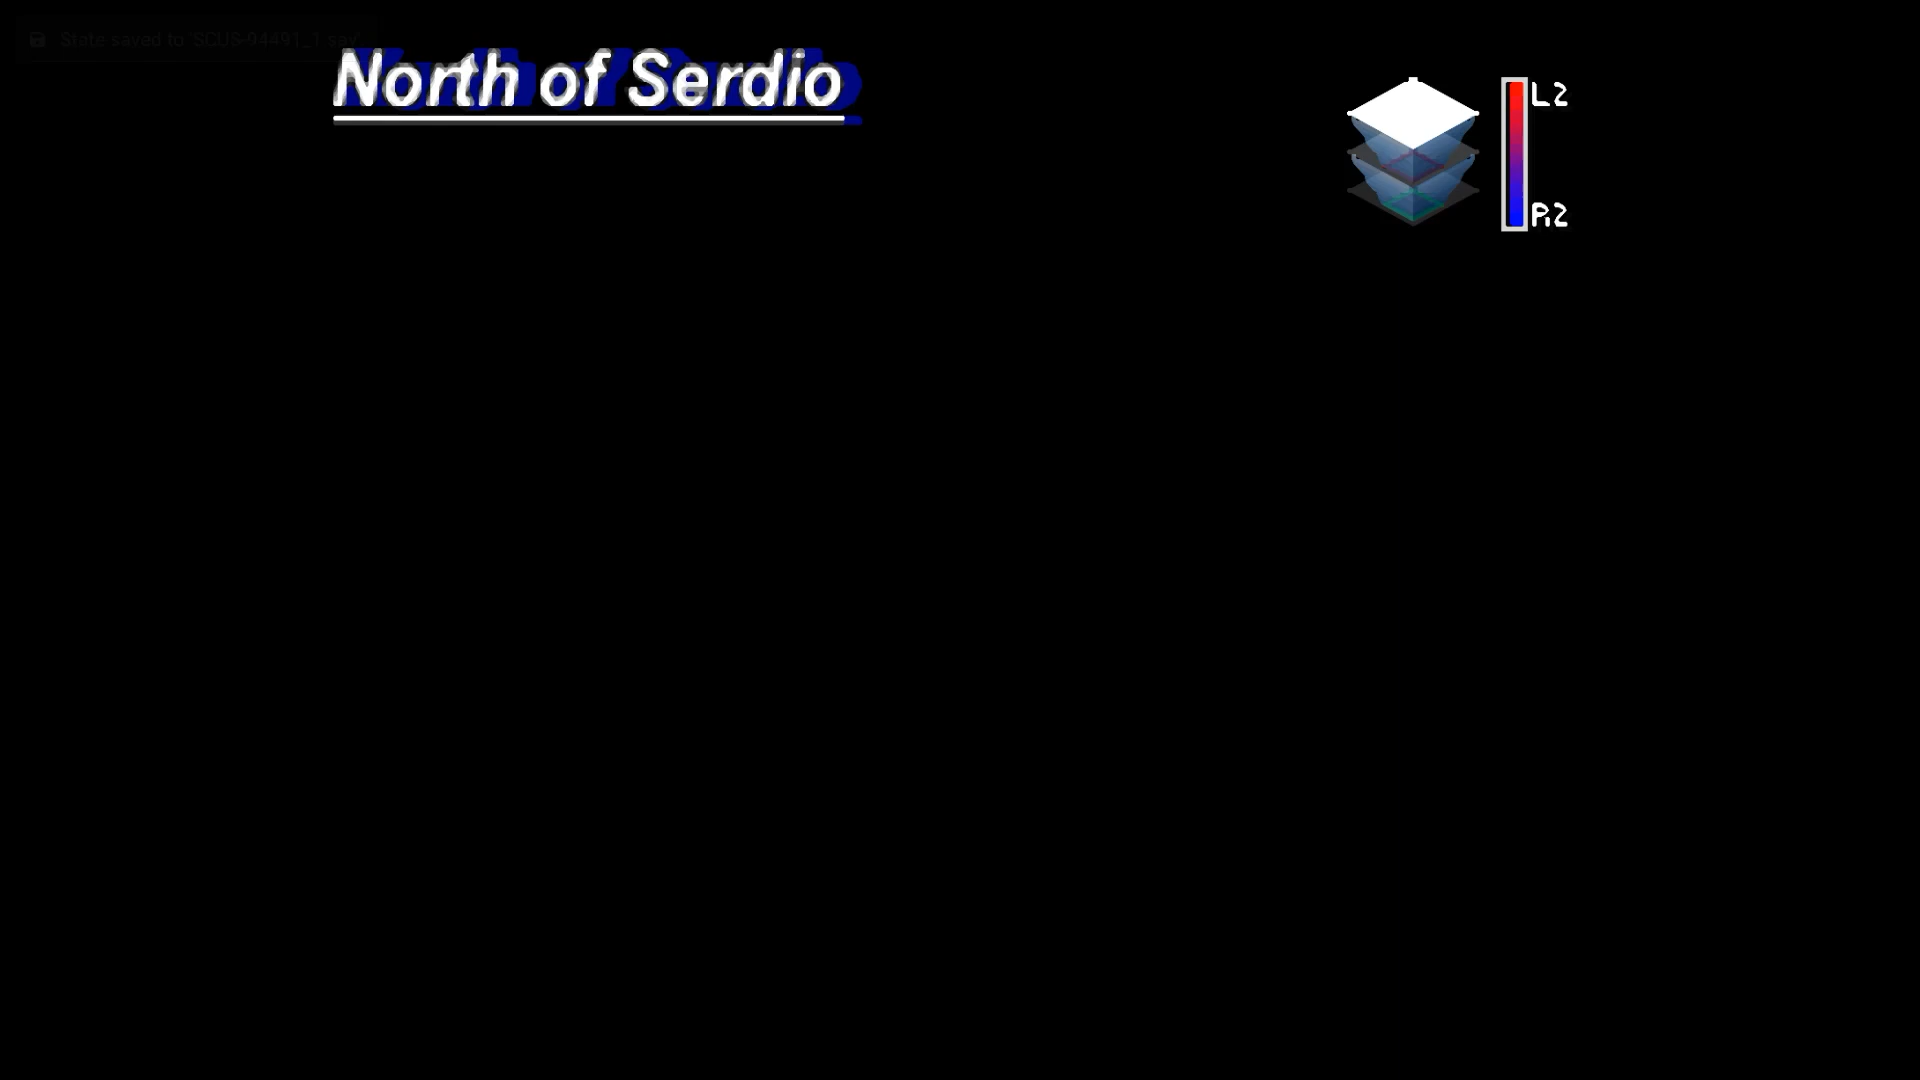 State saved to 'SCUS-94491_1.sav'.
North of Serdio
L2
R2